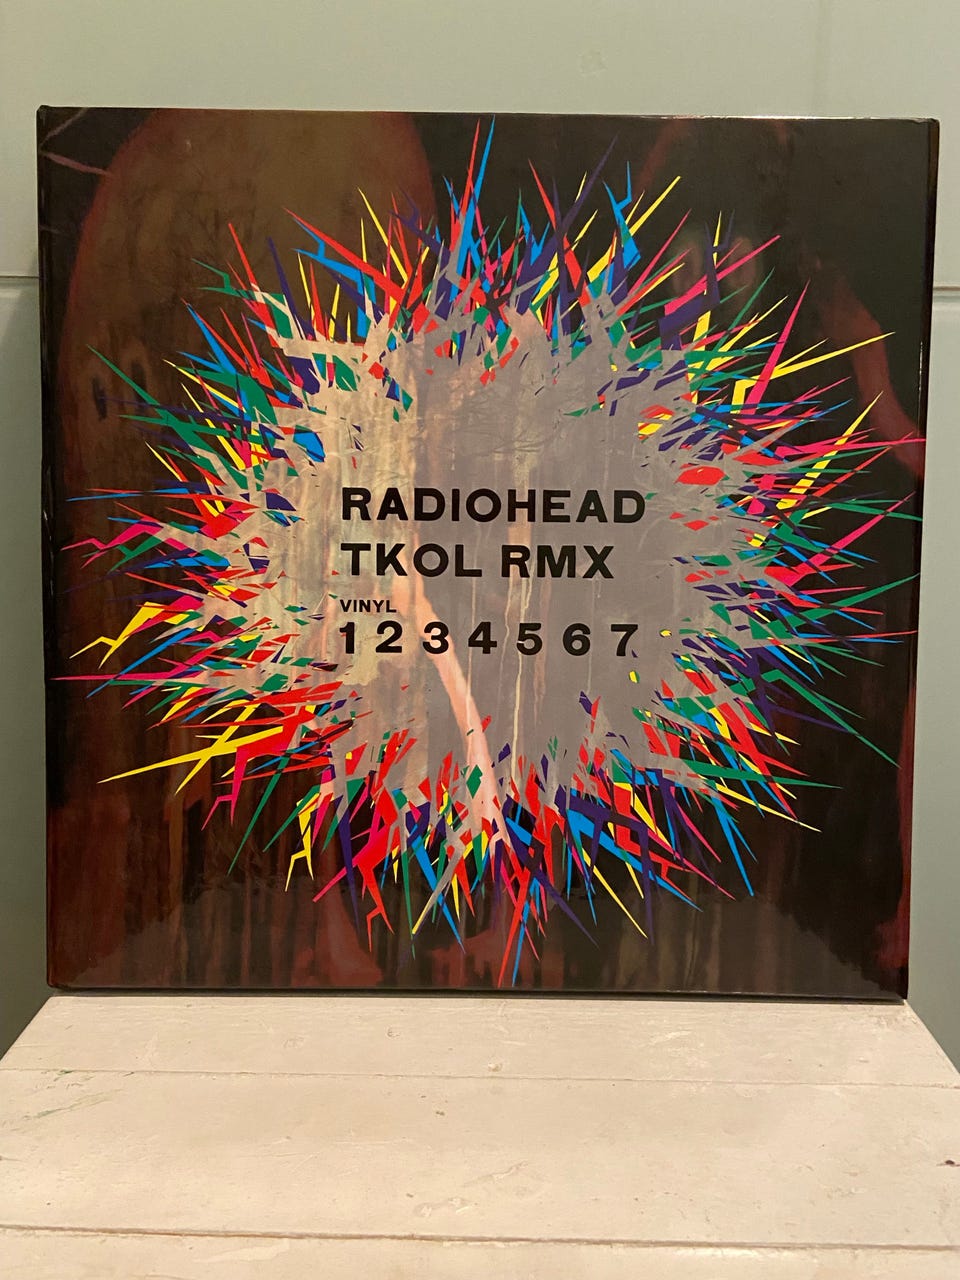 RADIOHEAD
TKOL RMX
VINYL
1 2 3 4 5 6 7